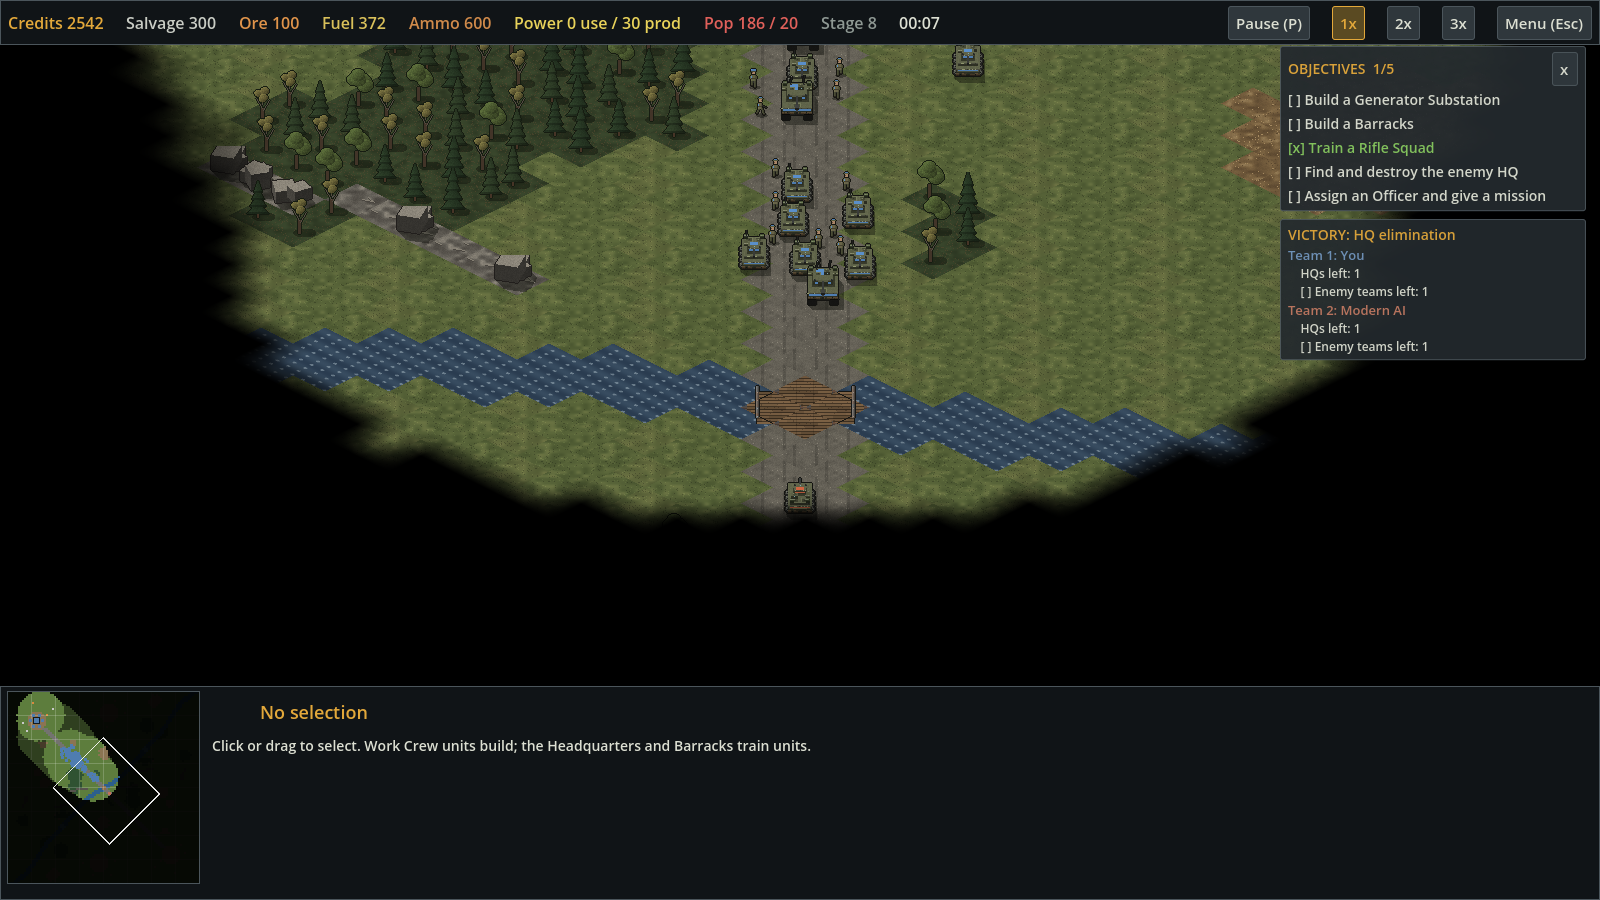 Credits 2542 Salvage 300 Ore 100 Fuel 372 Ammo 600 Power 0 use / 30 prod Pop 186 / 20 Stage 8 00:07 Pause (P) 1x 2x 3x Menu (Esc)
OBJECTIVES 1/5 x
[ ] Build a Generator Substation
[ ] Build a Barracks
[x] Train a Rifle Squad
[ ] Find and destroy the enemy HQ
[ ] Assign an Officer and give a mission
VICTORY: HQ elimination
Team 1: You
HQs left: 1
[ ] Enemy teams left: 1
Team 2: Modern AI
HQs left: 1
[ ] Enemy teams left: 1
No selection
Click or drag to select. Work Crew units build; the Headquarters and Barracks train units.